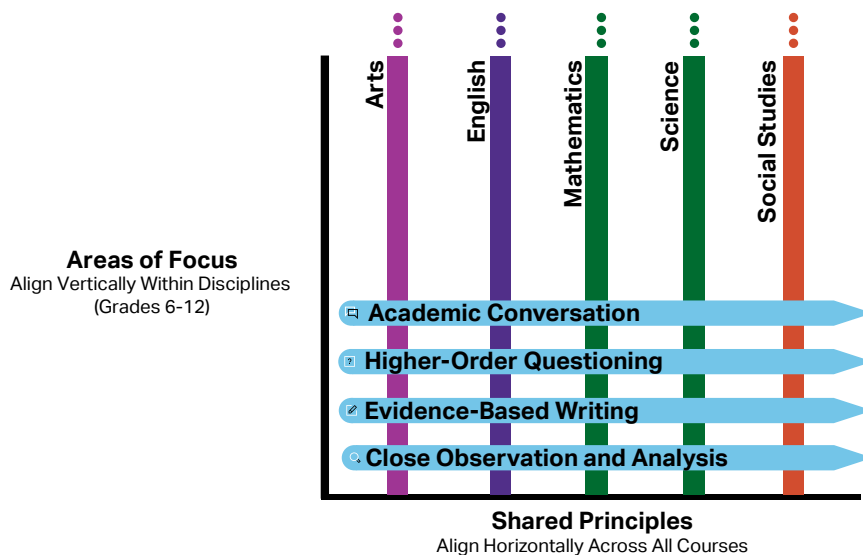 Arts
English
Mathematics
Science
Social Studies
Areas of Focus
Align Vertically Within Disciplines
(Grades 6-12)
Academic Conversation
? Higher-Order Questioning
Evidence-Based Writing
Close Observation and Analysis
Shared Principles
Align Horizontally Across All Courses